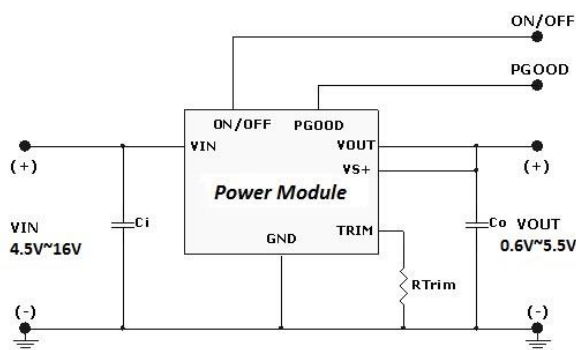 ON/OFF
PGOOD
ON/OFF PGOOD
VIN VOUT
(+) VS+ (+)
Power Module
VIN Ci TRIM Co VOUT
4.5V~16V GND 0.6V~5.5V
RTrim
(-) (-)